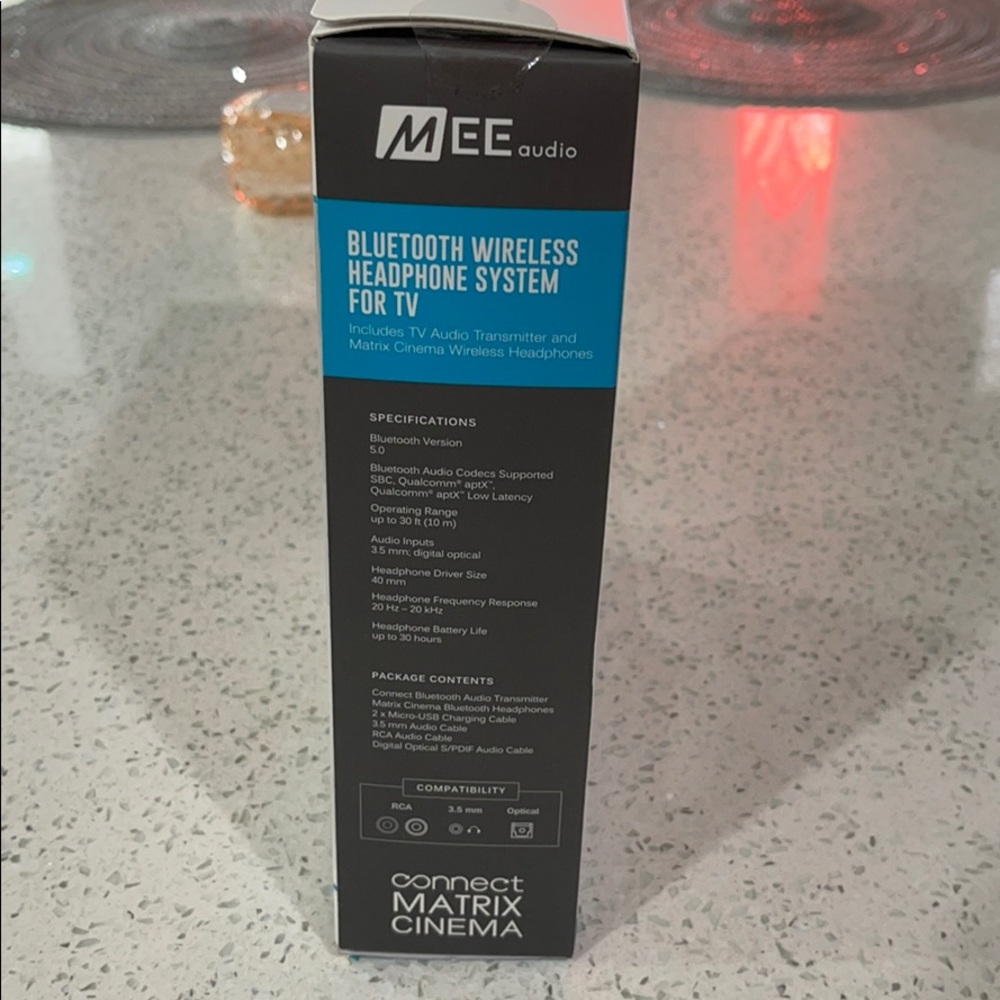 MEE audio
BLUETOOTH WIRELESS
HEADPHONE SYSTEM
FOR TV
Includes TV Audio Transmitter and
Matrix Cinema Wireless Headphones
SPECIFICATIONS
Bluetooth Version
5.0
Bluetooth Audio Codecs Supported
SBC, Qualcomm® aptX™,
Qualcomm® aptX™ Low Latency
Operating Range
up to 30 ft (10 m)
Audio Inputs
3.5 mm; digital optical
Headphone Driver Size
40 mm
Headphone Frequency Response
20 Hz – 20 kHz
Headphone Battery Life
up to 30 hours
PACKAGE CONTENTS
Connect Bluetooth Audio Transmitter
Matrix Cinema Bluetooth Headphones
2 x Micro-USB Charging Cable
3.5 mm Audio Cable
RCA Audio Cable
Digital Optical S/PDIF Audio Cable
COMPATIBILITY
RCA 3.5 mm Optical
connect
MATRIX
CINEMA